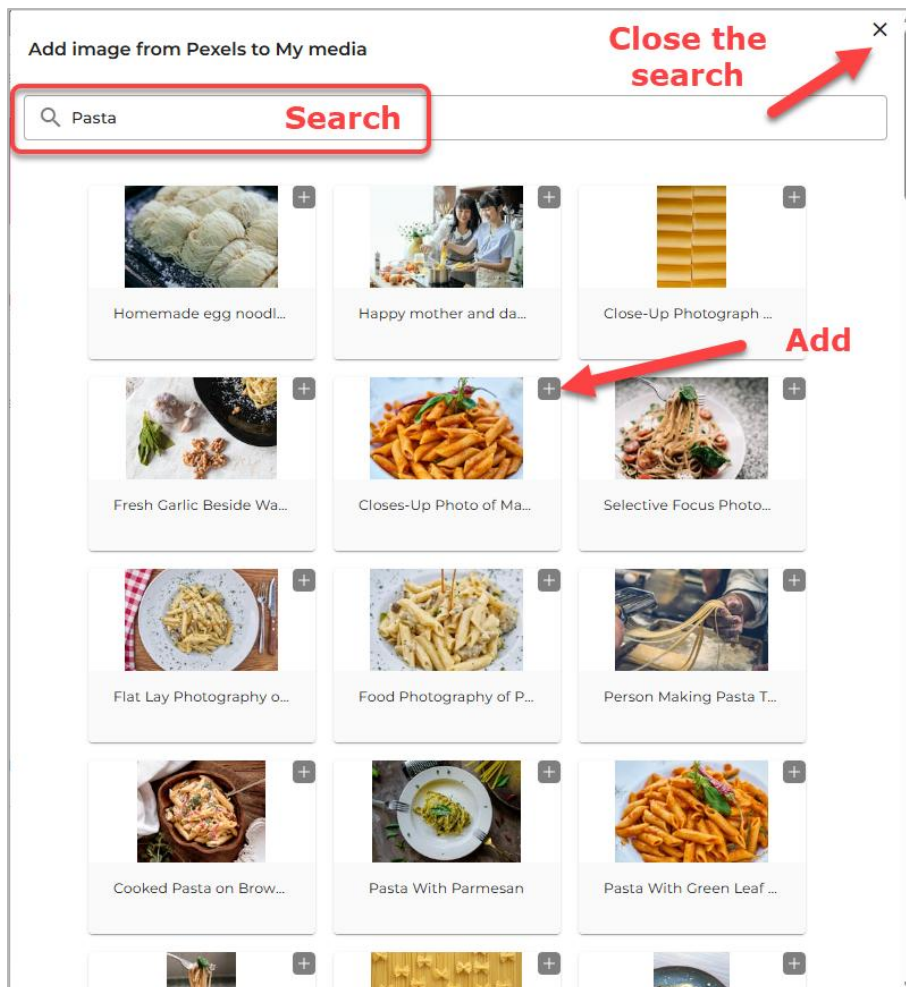 Add image from Pexels to My media
Close the
search
Pasta
Search
Homemade egg noodl...
Happy mother and da...
Close-Up Photograph ...
Add
Fresh Garlic Beside Wa...
Closes-Up Photo of Ma...
Selective Focus Photo...
Flat Lay Photography o...
Food Photography of P...
Person Making Pasta T...
Cooked Pasta on Brow...
Pasta With Parmesan
Pasta With Green Leaf ...